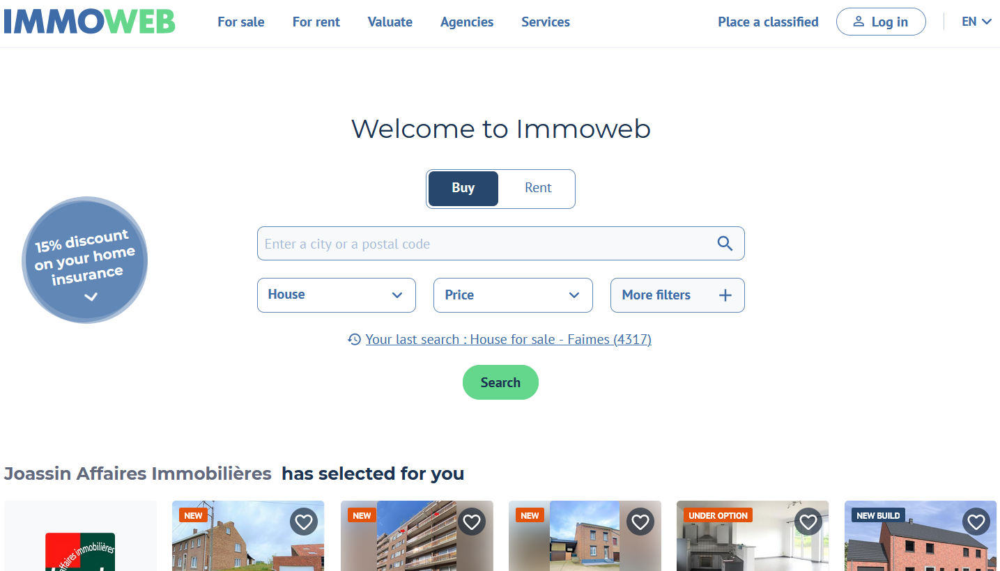 IMMOWEB
For sale
For rent
Valuate
Agencies
Services
Place a classified
Log in
EN
Welcome to Immoweb
Buy
Rent
15% discount
on your home
insurance
Enter a city or a postal code
House
Price
More filters
Your last search : House for sale - Faimes (4317)
Search
Joassin Affaires Immobilières has selected for you
affaires immobilières
NEW
NEW
NEW
UNDER OPTION
NEW BUILD